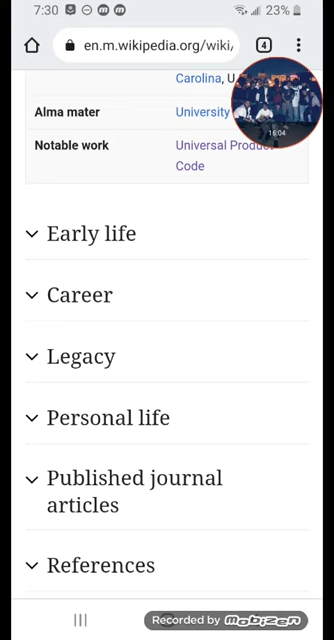 7:30
23%
en.m.wikipedia.org/wiki/
4
Carolina, U
Alma mater University
16:04
Notable work Universal Product
Code
Early life
Career
Legacy
Personal life
Published journal
articles
References
Recorded by mobizen